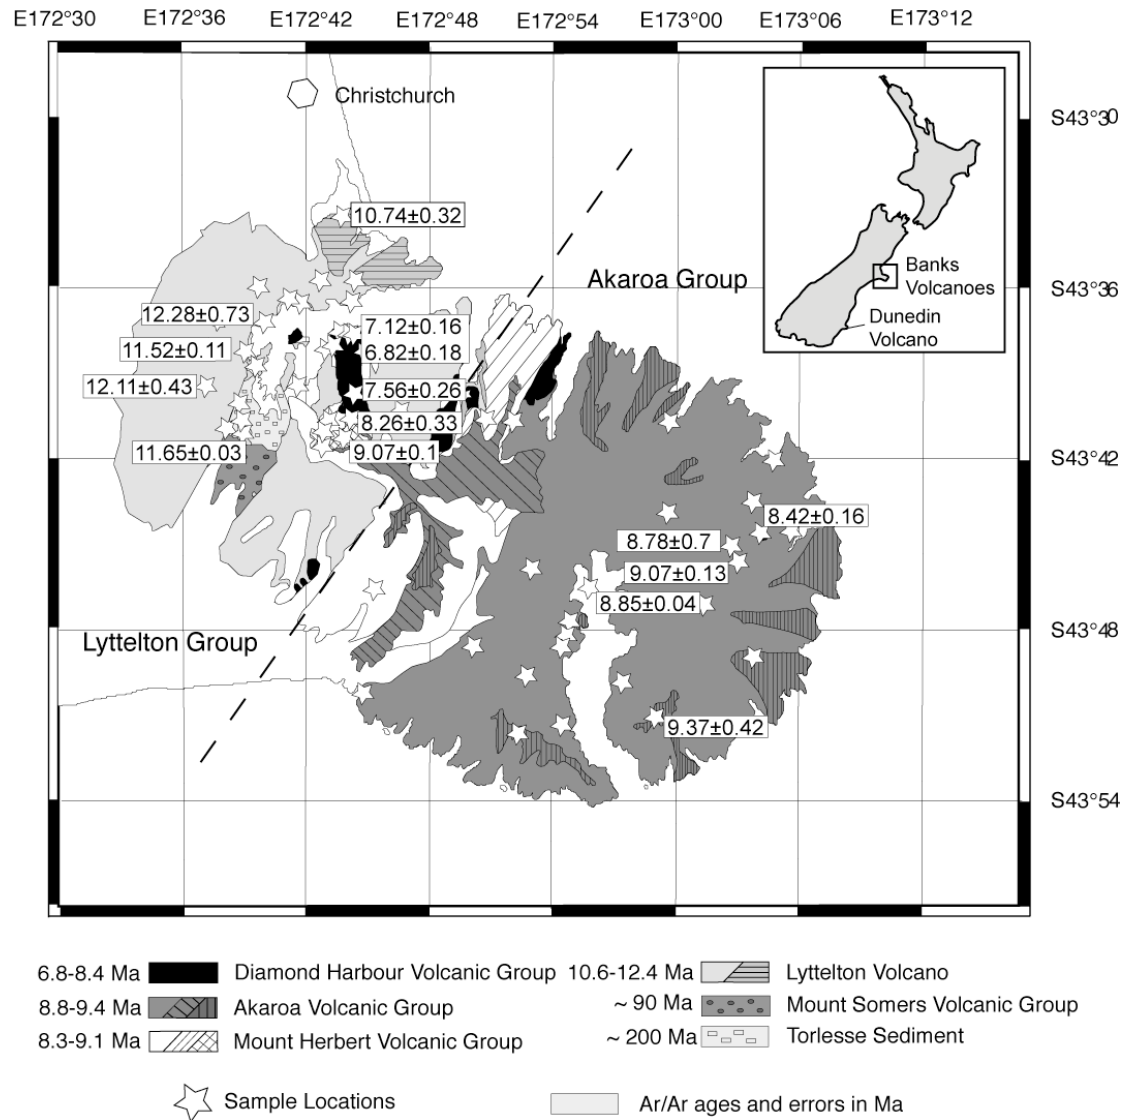 E172°30 E172°36 E172°42 E172°48 E172°54 E173°00 E173°06 E173°12
Christchurch
S43°30
10.74±0.32
Akaroa Group
Banks
Volcanoes
S43°36
12.28±0.73
Dunedin
Volcano
7.12±0.16
11.52±0.11
6.82±0.18
12.11±0.43
7.56±0.26
8.26±0.33
11.65±0.03
9.07±0.1
S43°42
8.42±0.16
8.78±0.7
9.07±0.13
8.85±0.04
Lyttelton Group
S43°48
9.37±0.42
S43°54
6.8-8.4 Ma Diamond Harbour Volcanic Group
8.8-9.4 Ma Akaroa Volcanic Group
8.3-9.1 Ma Mount Herbert Volcanic Group
10.6-12.4 Ma Lyttelton Volcano
~ 90 Ma Mount Somers Volcanic Group
~ 200 Ma Torlesse Sediment
Sample Locations
Ar/Ar ages and errors in Ma